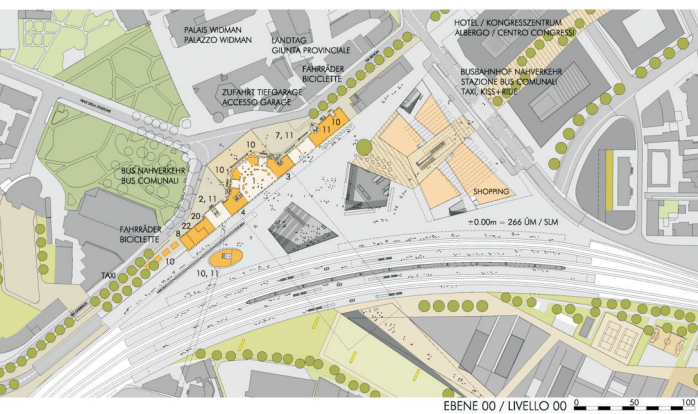 HOTEL / KONGRESSZENTRUM
ALBERGO / CENTRO CONGRESSI
PALAIS WIDMAN
PALAZZO WIDMAN
LANDTAG
GIUNTA PROVINCIALE
FAHRRÄDER
BICICLETTE
BUSBAHNHOF NAHVERKEHR
STAZIONE BUS COMUNALI
TAXI, KISS+RIDE
ZUFAHRT TIEFGARAGE
ACCESSO GARAGE
10
11
7, 11
10
10
3
BUS NAHVERKEHR
BUS COMUNALI
2, 11
SHOPPING
4
20
22
8
±0.00m = 266 ÜM / SLM
FAHRRÄDER
BICICLETTE
10
TAXI
10, 11
EBENE 00 / LIVELLO 00
0 50 100